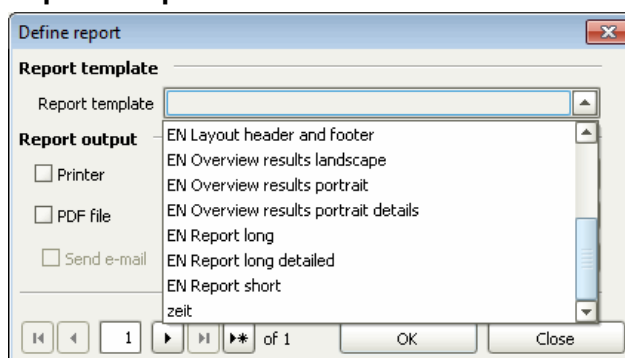 Define report
Report template
Report template
Report output
EN Layout header and footer
EN Overview results landscape
Printer
EN Overview results portrait
EN Overview results portrait details
PDF file
EN Report long
Send e-mail
EN Report long detailed
EN Report short
zeit
1 of 1 OK Close